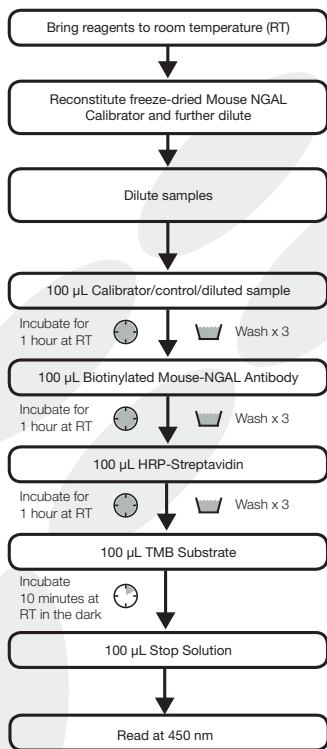 Bring reagents to room temperature (RT)
Reconstitute freeze-dried Mouse NGAL
Calibrator and further dilute
Dilute samples
100 µL Calibrator/control/diluted sample
Incubate for
1 hour at RT
Wash x 3
100 µL Biotinylated Mouse-NGAL Antibody
Incubate for
1 hour at RT
Wash x 3
100 µL HRP-Streptavidin
Incubate for
1 hour at RT
Wash x 3
100 µL TMB Substrate
Incubate
10 minutes at
RT in the dark
100 µL Stop Solution
Read at 450 nm